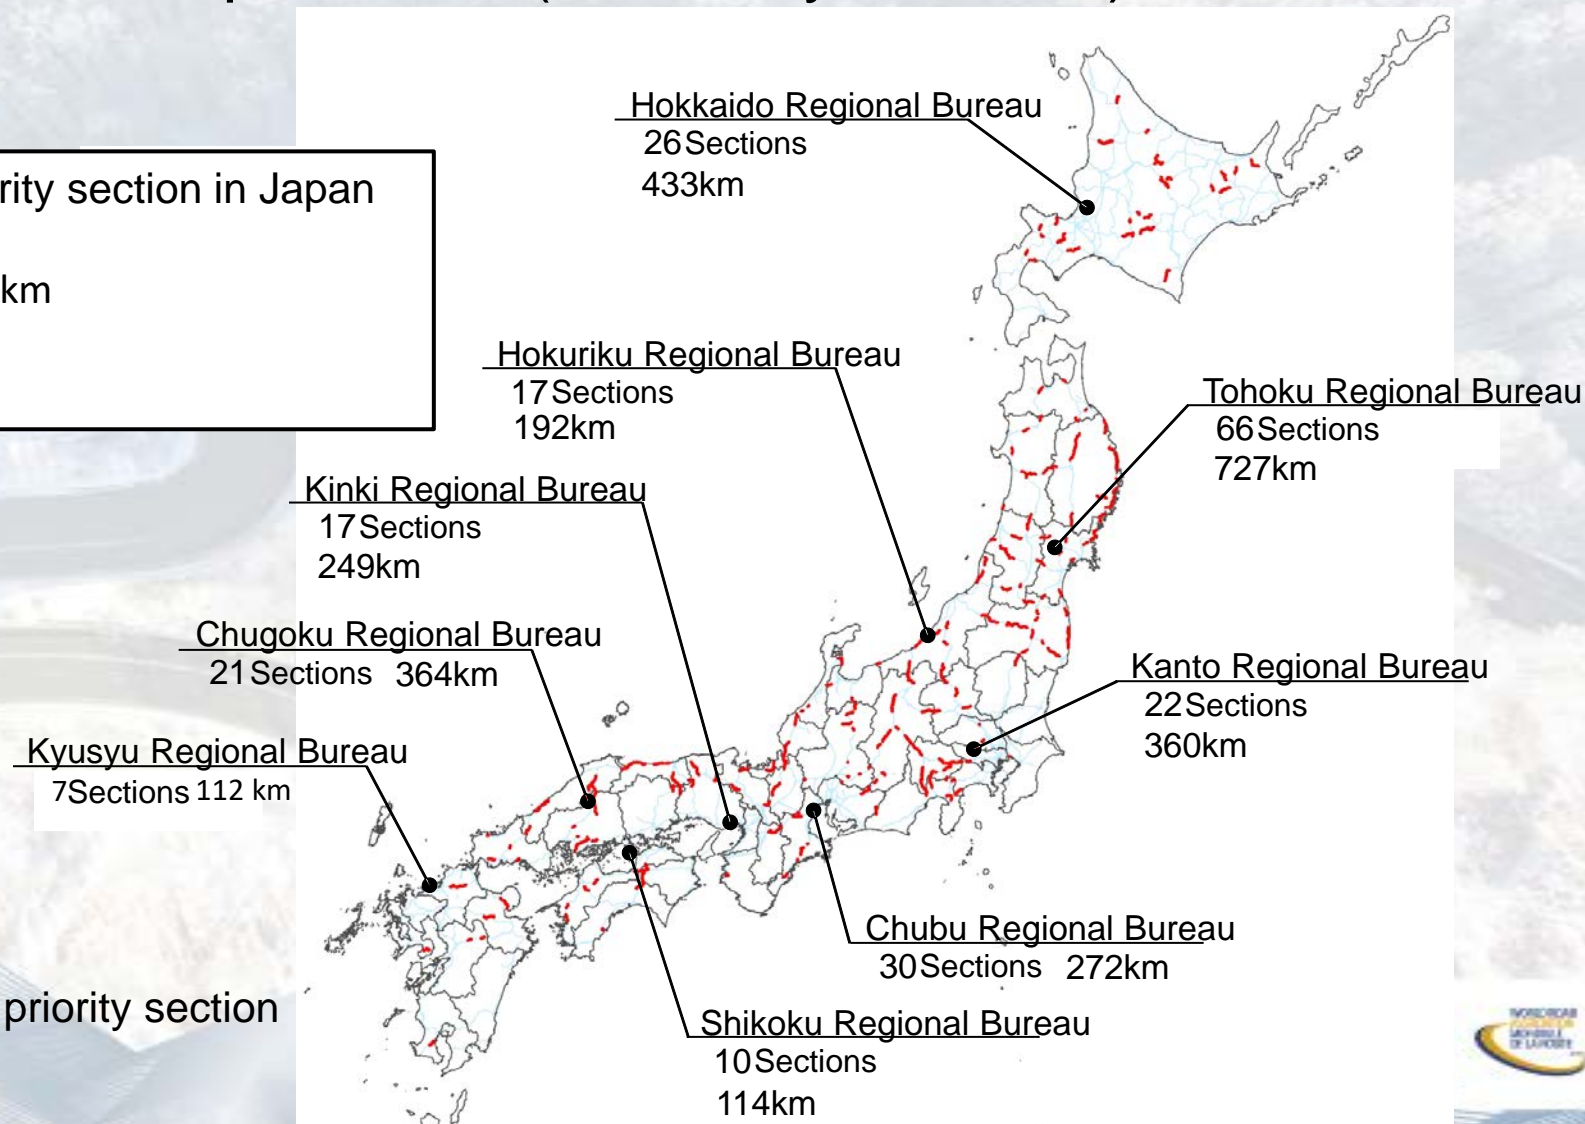 Hokkaido Regional Bureau
26Sections
433km
rity section in Japan
km
Hokuriku Regional Bureau
17Sections
192km
Tohoku Regional Bureau
66Sections
727km
Kinki Regional Bureau
17Sections
249km
Chugoku Regional Bureau
21Sections 364km
Kanto Regional Bureau
22Sections
360km
Kyusyu Regional Bureau
7Sections 112 km
Chubu Regional Bureau
30Sections 272km
priority section
Shikoku Regional Bureau
10Sections
114km